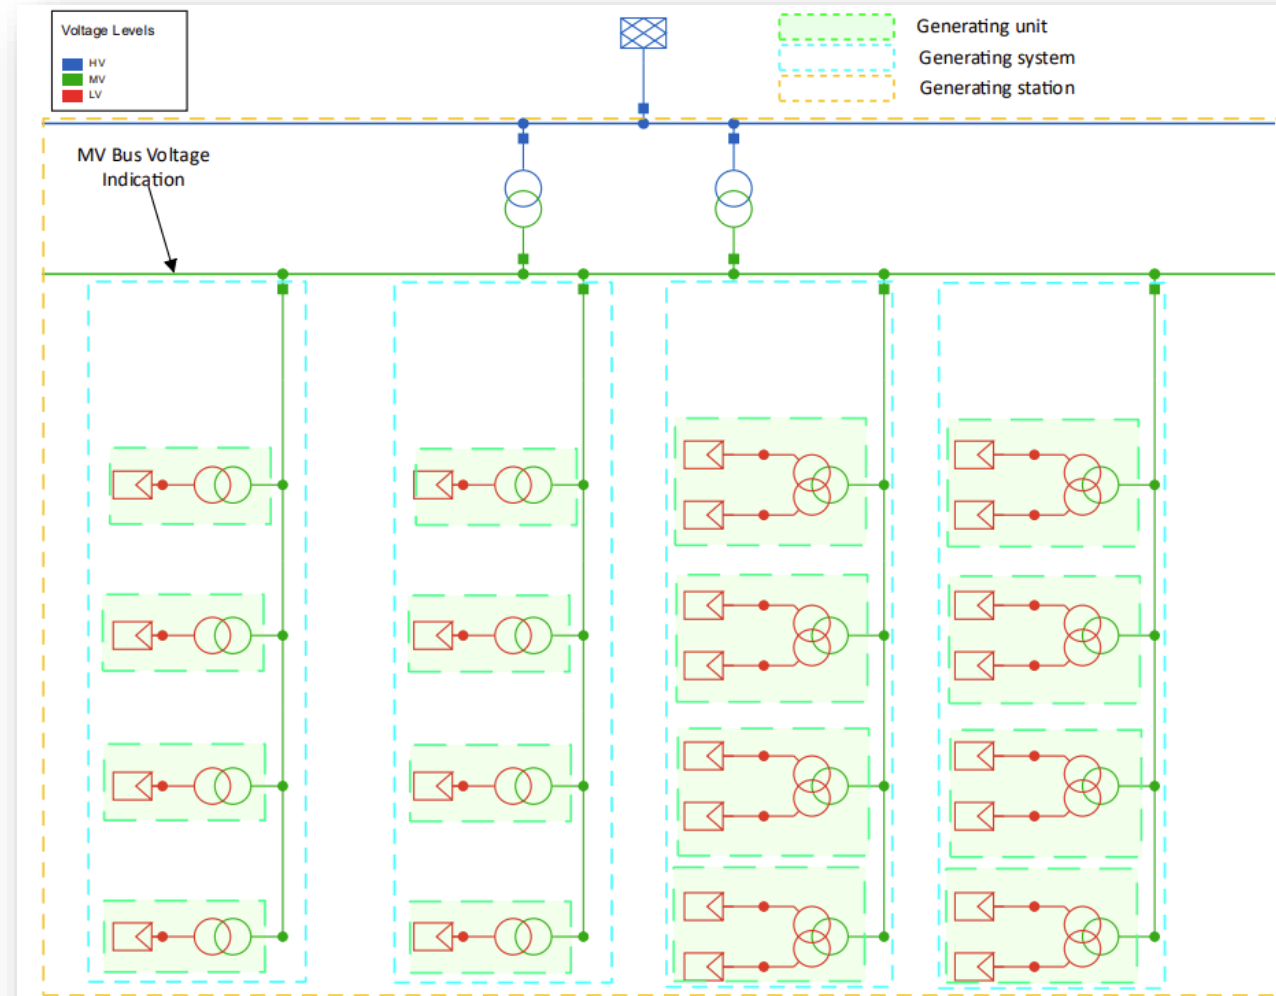 Voltage Levels
HV
MV
LV
Generating unit
Generating system
Generating station
MV Bus Voltage
Indication